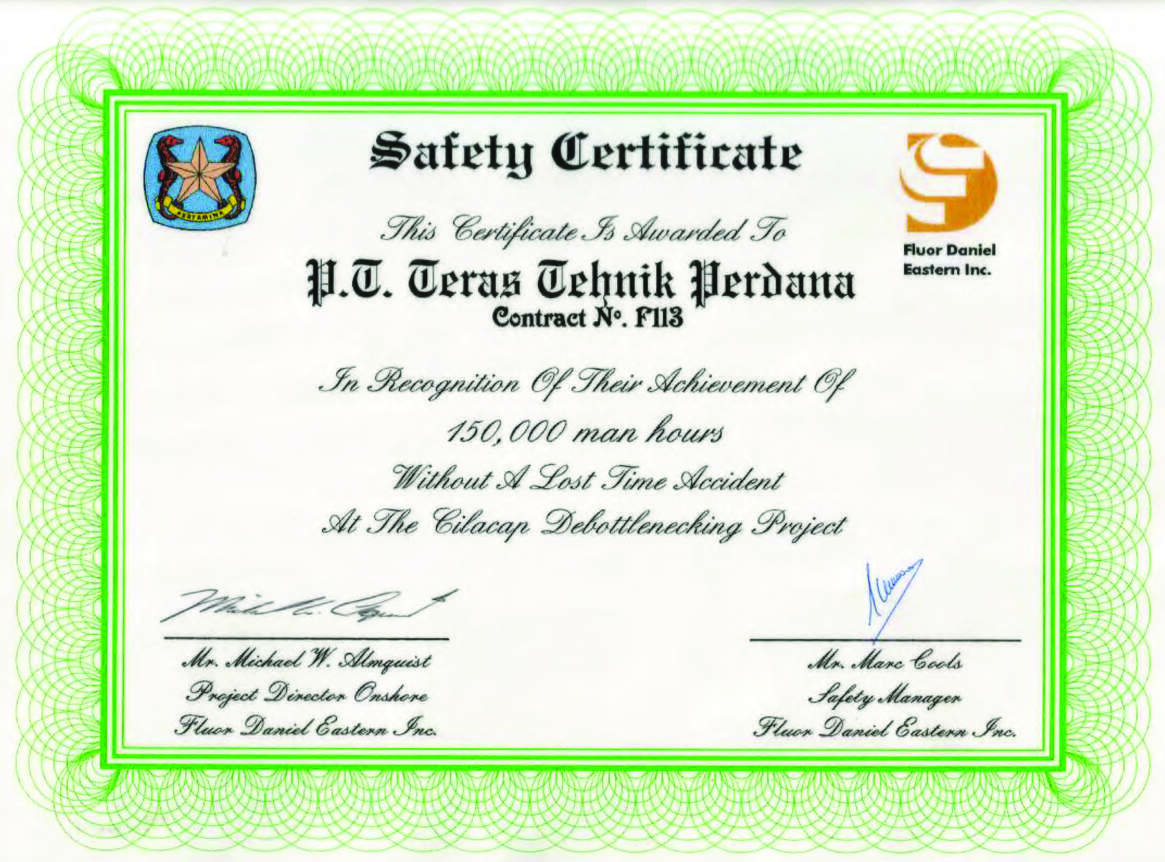 PERTAMINA
Safety Certificate
Fluor Daniel
Eastern Inc.
This Certificate Is Awarded To
P.T. Teras Tehnik Perdana
Contract Nº. F113
In Recognition Of Their Achievement Of
150,000 man hours
Without A Lost Time Accident
At The Cilacap Debottlenecking Project
Mr. Michael W. Almquist
Project Director Onshore
Fluor Daniel Eastern Inc.
Mr. Marc Cools
Safety Manager
Fluor Daniel Eastern Inc.